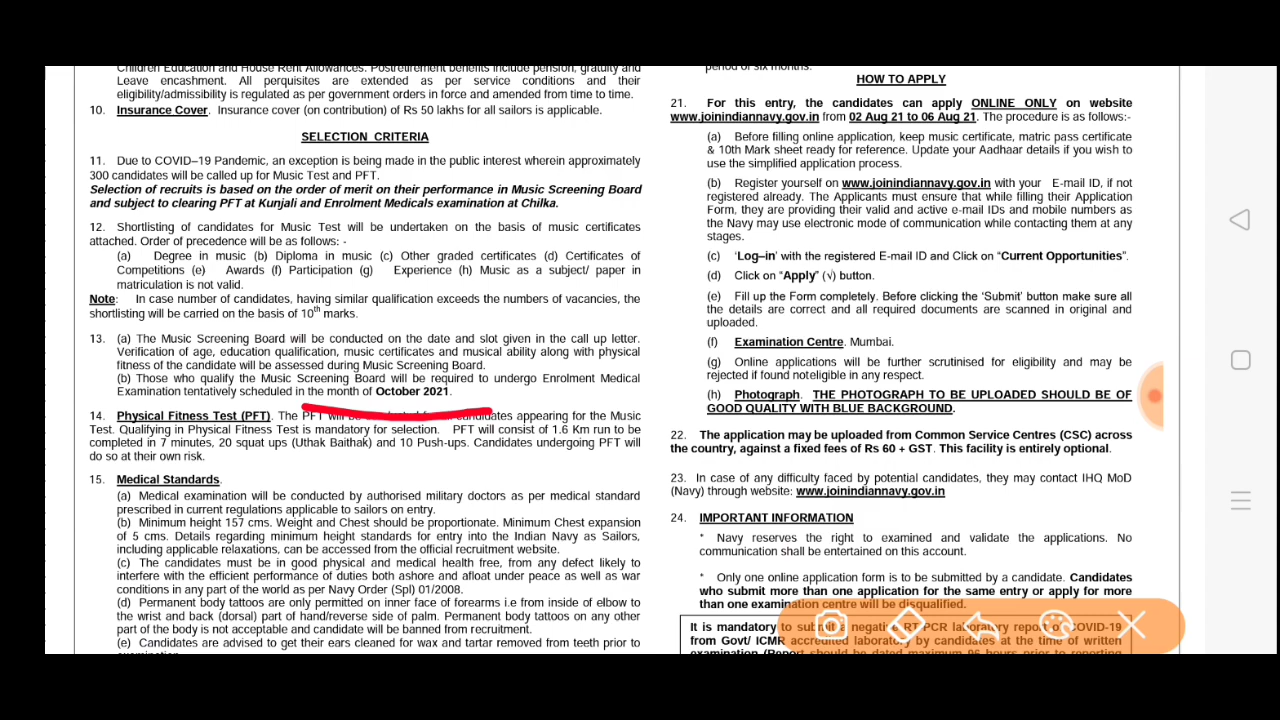 Children Education and House Rent Allowances. Postretirement benefits include pension, gratuity and
Leave encashment. All perquisites are extended as per service conditions and their
eligibility/admissibility is regulated as per government orders in force and amended from time to time.
10. Insurance Cover. Insurance cover (on contribution) of Rs 50 lakhs for all sailors is applicable.
SELECTION CRITERIA
11. Due to COVID–19 Pandemic, an exception is being made in the public interest wherein approximately
300 candidates will be called up for Music Test and PFT.
Selection of recruits is based on the order of merit on their performance in Music Screening Board
and subject to clearing PFT at Kunjali and Enrolment Medicals examination at Chilka.
12. Shortlisting of candidates for Music Test will be undertaken on the basis of music certificates
attached. Order of precedence will be as follows: -
(a) Degree in music (b) Diploma in music (c) Other graded certificates (d) Certificates of
Competitions (e) Awards (f) Participation (g) Experience (h) Music as a subject/ paper in
matriculation is not valid.
Note: In case number of candidates, having similar qualification exceeds the numbers of vacancies, the
shortlisting will be carried on the basis of 10th marks.
13. (a) The Music Screening Board will be conducted on the date and slot given in the call up letter.
Verification of age, education qualification, music certificates and musical ability along with physical
fitness of the candidate will be assessed during Music Screening Board.
(b) Those who qualify the Music Screening Board will be required to undergo Enrolment Medical
Examination tentatively scheduled in the month of October 2021.
14. Physical Fitness Test (PFT). The PFT will be conducted for all candidates appearing for the Music
Test. Qualifying in Physical Fitness Test is mandatory for selection. PFT will consist of 1.6 Km run to be
completed in 7 minutes, 20 squat ups (Uthak Baithak) and 10 Push-ups. Candidates undergoing PFT will
do so at their own risk.
15. Medical Standards.
(a) Medical examination will be conducted by authorised military doctors as per medical standard
prescribed in current regulations applicable to sailors on entry.
(b) Minimum height 157 cms. Weight and Chest should be proportionate. Minimum Chest expansion
of 5 cms. Details regarding minimum height standards for entry into the Indian Navy as Sailors,
including applicable relaxations, can be accessed from the official recruitment website.
(c) The candidates must be in good physical and medical health free, from any defect likely to
interfere with the efficient performance of duties both ashore and afloat under peace as well as war
conditions in any part of the world as per Navy Order (Spl) 01/2008.
(d) Permanent body tattoos are only permitted on inner face of forearms i.e from inside of elbow to
the wrist and back (dorsal) part of hand/reverse side of palm. Permanent body tattoos on any other
part of the body is not acceptable and candidate will be banned from recruitment.
(e) Candidates are advised to get their ears cleaned for wax and tartar removed from teeth prior to
period of six months.
HOW TO APPLY
21. For this entry, the candidates can apply ONLINE ONLY on website
www.joinindiannavy.gov.in from 02 Aug 21 to 06 Aug 21. The procedure is as follows:-
(a) Before filling online application, keep music certificate, matric pass certificate
& 10th Mark sheet ready for reference. Update your Aadhaar details if you wish to
use the simplified application process.
(b) Register yourself on www.joinindiannavy.gov.in with your E-mail ID, if not
registered already. The Applicants must ensure that while filling their Application
Form, they are providing their valid and active e-mail IDs and mobile numbers as
the Navy may use electronic mode of communication while contacting them at any
stages.
(c) ‘Log–in’ with the registered E-mail ID and Click on “Current Opportunities”.
(d) Click on “Apply” (√) button.
(e) Fill up the Form completely. Before clicking the ‘Submit’ button make sure all
the details are correct and all required documents are scanned in original and
uploaded.
(f) Examination Centre. Mumbai.
(g) Online applications will be further scrutinised for eligibility and may be
rejected if found noteligible in any respect.
(h) Photograph. THE PHOTOGRAPH TO BE UPLOADED SHOULD BE OF
GOOD QUALITY WITH BLUE BACKGROUND.
22. The application may be uploaded from Common Service Centres (CSC) across
the country, against a fixed fees of Rs 60 + GST. This facility is entirely optional.
23. In case of any difficulty faced by potential candidates, they may contact IHQ MoD
(Navy) through website: www.joinindiannavy.gov.in
24. IMPORTANT INFORMATION
* Navy reserves the right to examined and validate the applications. No
communication shall be entertained on this account.
* Only one online application form is to be submitted by a candidate. Candidates
who submit more than one application for the same entry or apply for more
than one examination centre will be disqualified.
It is mandatory to submit a negative RT PCR laboratory report of COVID-19
from Govt/ ICMR accredited laboratory by candidates at the time of written
examination (Report should be dated maximum 96 hours prior to reporting